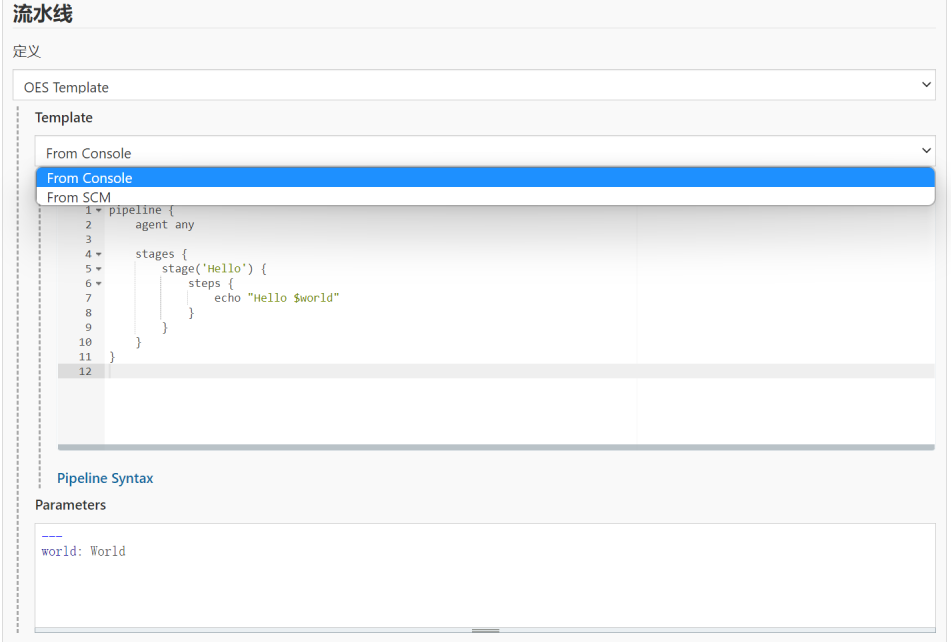 流水线
定义
OES Template
Template
From Console
From Console
From SCM
1 pipeline {
2     agent any
3
4     stages {
5         stage('Hello') {
6             steps {
7                 echo "Hello $world"
8             }
9         }
10     }
11 }
12
Pipeline Syntax
Parameters
---
world: World